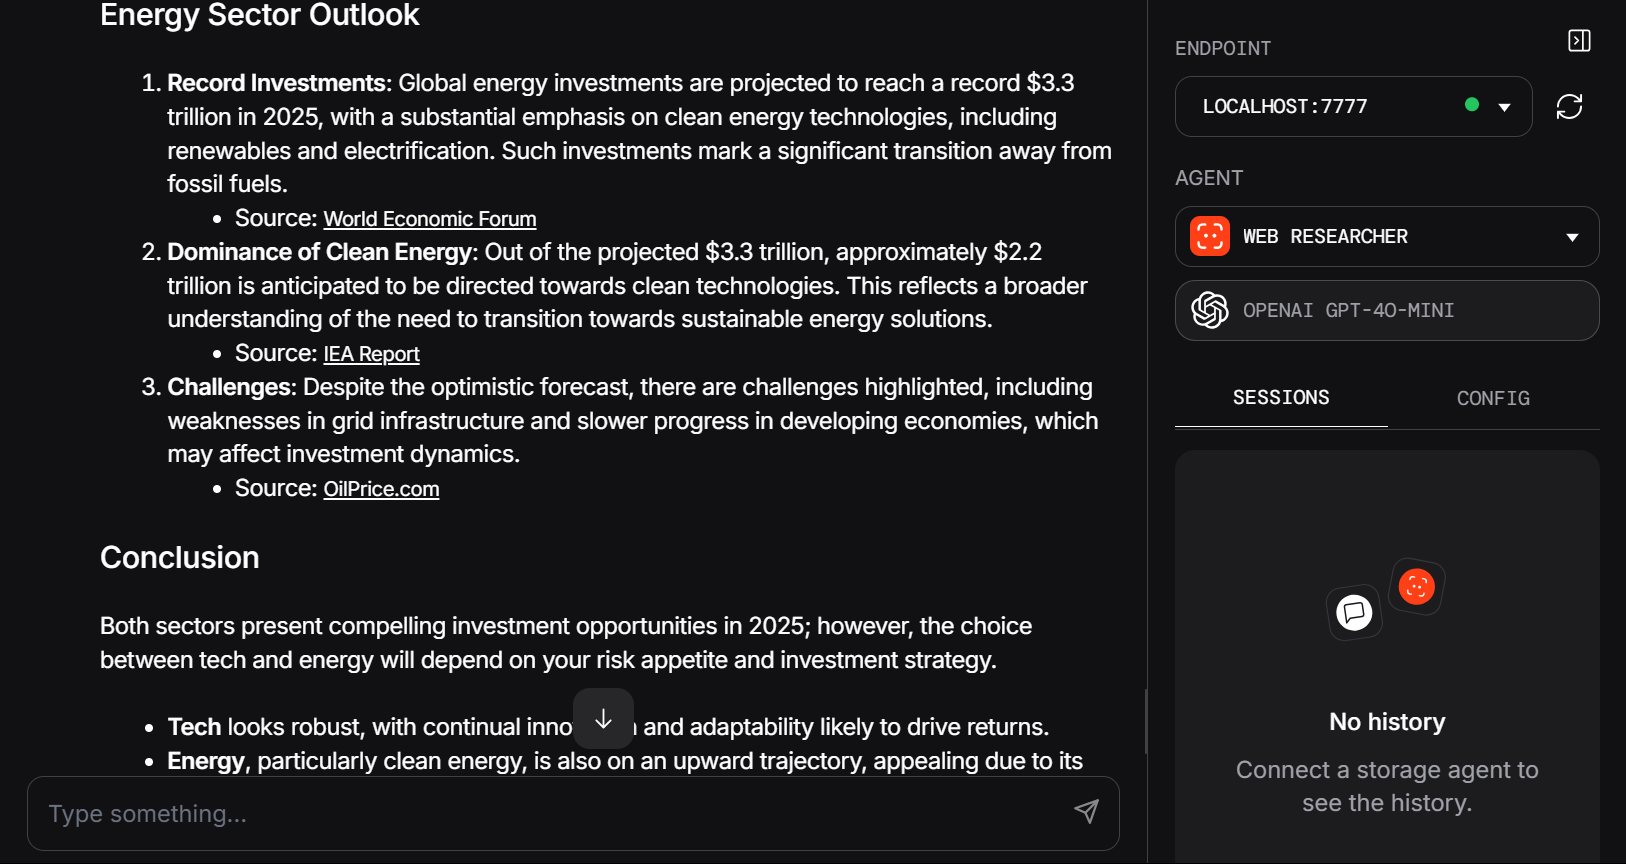 Energy Sector Outlook
1. Record Investments: Global energy investments are projected to reach a record $3.3
trillion in 2025, with a substantial emphasis on clean energy technologies, including
renewables and electrification. Such investments mark a significant transition away from
fossil fuels.
• Source: World Economic Forum
2. Dominance of Clean Energy: Out of the projected $3.3 trillion, approximately $2.2
trillion is anticipated to be directed towards clean technologies. This reflects a broader
understanding of the need to transition towards sustainable energy solutions.
• Source: IEA Report
3. Challenges: Despite the optimistic forecast, there are challenges highlighted, including
weaknesses in grid infrastructure and slower progress in developing economies, which
may affect investment dynamics.
• Source: OilPrice.com
Conclusion
Both sectors present compelling investment opportunities in 2025; however, the choice
between tech and energy will depend on your risk appetite and investment strategy.
• Tech looks robust, with continual and adaptability likely to drive returns.
• Energy, particularly clean energy, is also on an upward trajectory, appealing due to its
Type something...
ENDPOINT
LOCALHOST:7777
AGENT
WEB RESEARCHER
OPENAI GPT-4O-MINI
SESSIONS CONFIG
No history
Connect a storage agent to
see the history.